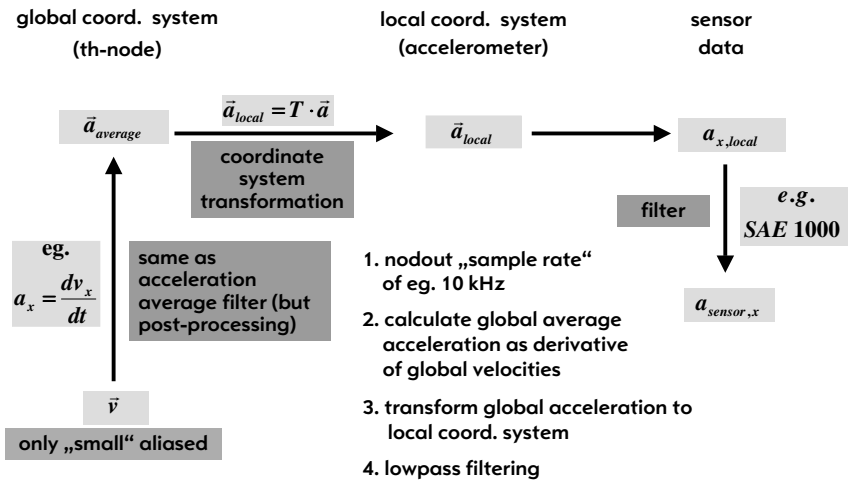 global coord. system
(th-node)
local coord. system
(accelerometer)
sensor
data
a⃗_average
a⃗_local = T · a⃗
coordinate
system
transformation
a⃗_local
a_x,local
filter
e.g.
SAE 1000
a_sensor,x
eg.
a_x = dv_x/dt
same as
acceleration
average filter (but
post-processing)
v⃗
only „small“ aliased
1. nodout „sample rate“
of eg. 10 kHz
2. calculate global average
acceleration as derivative
of global velocities
3. transform global acceleration to
local coord. system
4. lowpass filtering